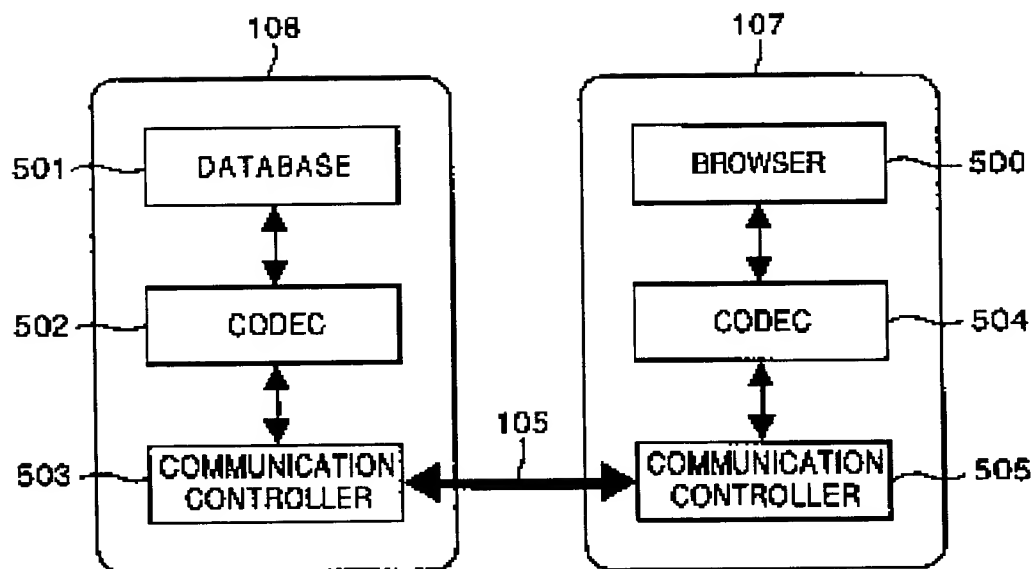 108
107
501
DATABASE
BROWSER
500
502
CODEC
CODEC
504
105
503
COMMUNICATION
CONTROLLER
COMMUNICATION
CONTROLLER
505